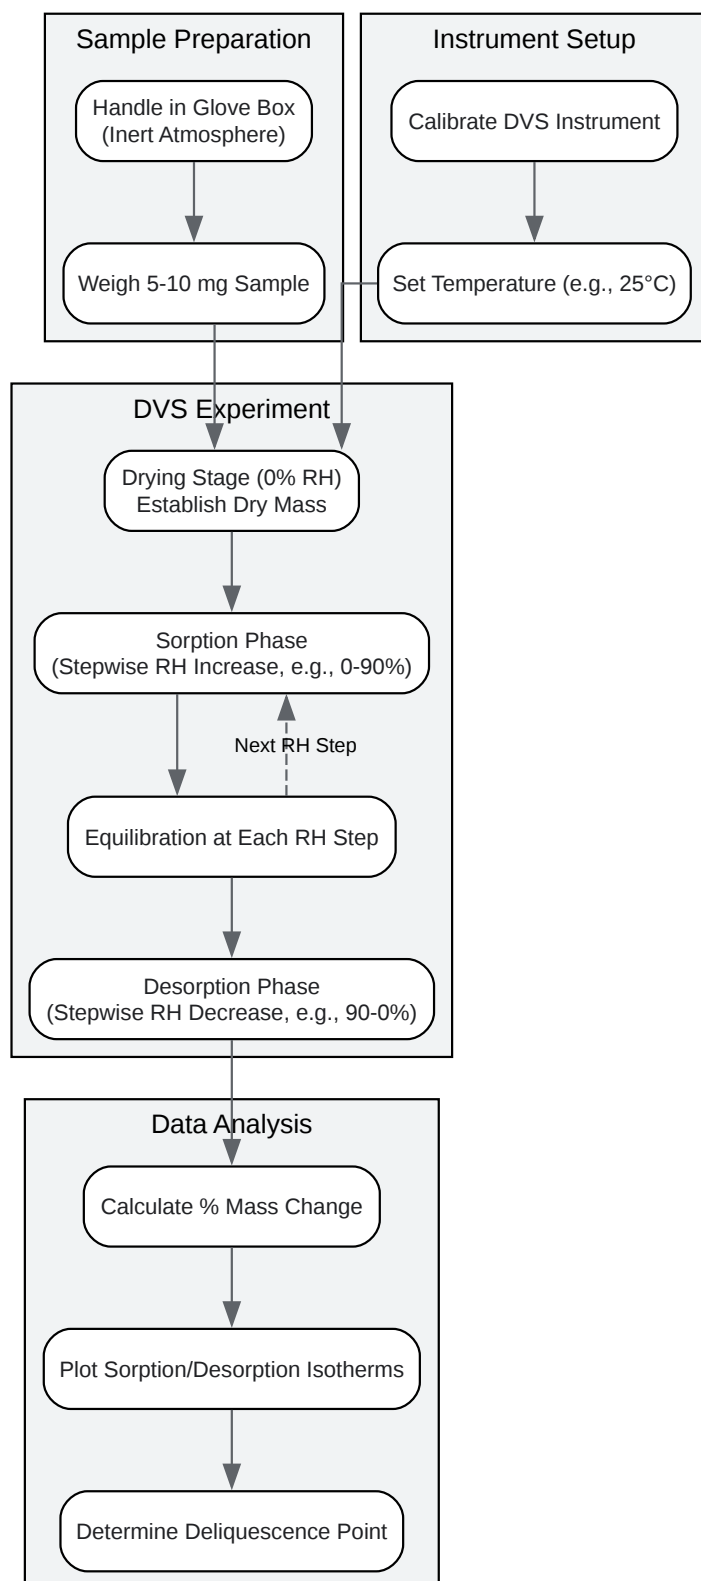 Sample Preparation
Handle in Glove Box
(Inert Atmosphere)
Weigh 5-10 mg Sample
Instrument Setup
Calibrate DVS Instrument
Set Temperature (e.g., 25°C)
DVS Experiment
Drying Stage (0% RH)
Establish Dry Mass
Sorption Phase
(Stepwise RH Increase, e.g., 0-90%)
Next RH Step
Equilibration at Each RH Step
Desorption Phase
(Stepwise RH Decrease, e.g., 90-0%)
Data Analysis
Calculate % Mass Change
Plot Sorption/Desorption Isotherms
Determine Deliquescence Point